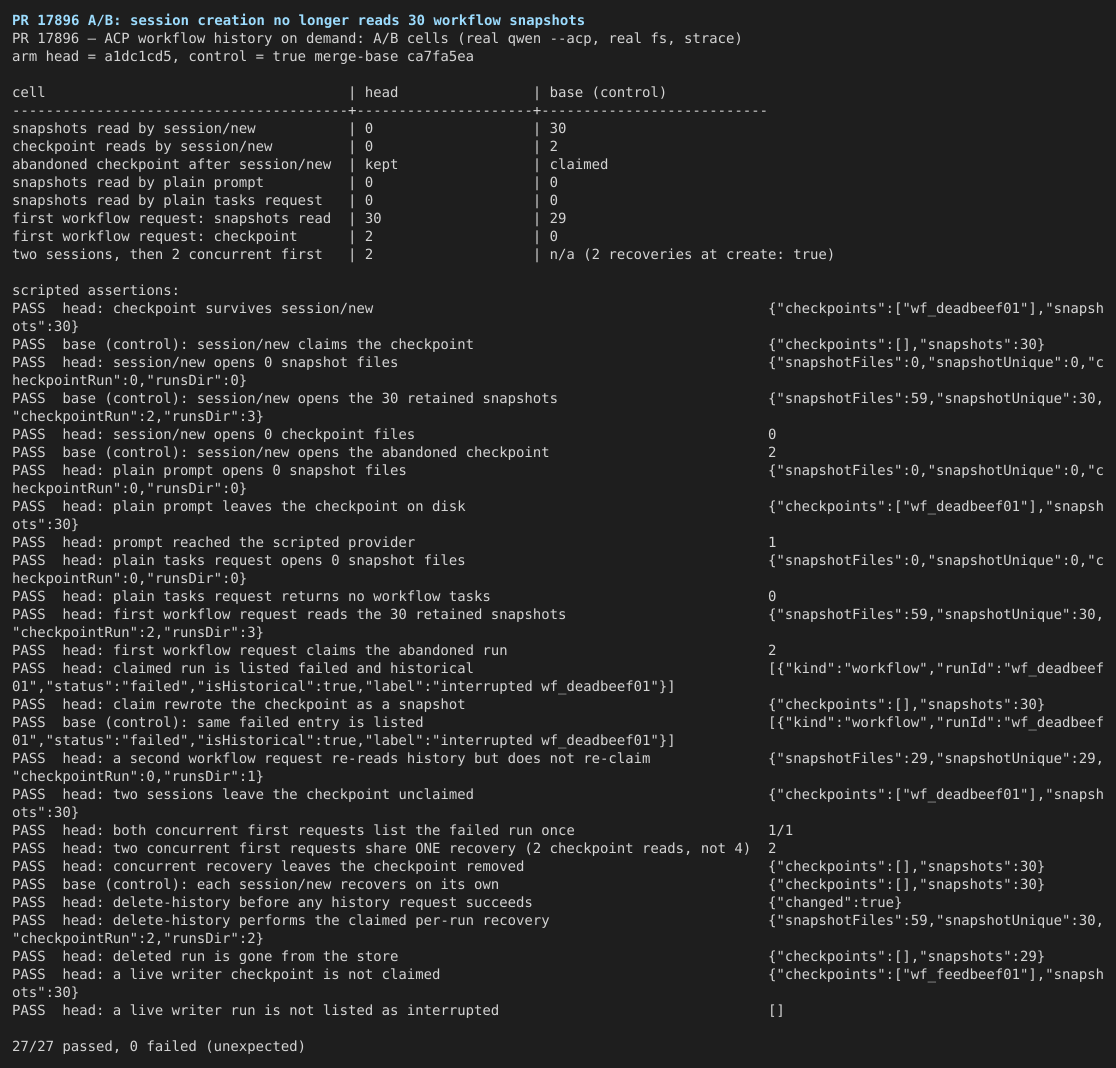 PR 17896 A/B: session creation no longer reads 30 workflow snapshots
PR 17896 — ACP workflow history on demand: A/B cells (real qwen --acp, real fs, strace)
arm head = a1dc1cd5, control = true merge-base ca7fa5ea

cell                                    | head                | base (control)
----------------------------------------+---------------------+----------------------------
snapshots read by session/new           | 0                   | 30
checkpoint reads by session/new         | 0                   | 2
abandoned checkpoint after session/new  | kept                | claimed
snapshots read by plain prompt          | 0                   | 0
snapshots read by plain tasks request   | 0                   | 0
first workflow request: snapshots read  | 30                  | 29
first workflow request: checkpoint      | 2                   | 0
two sessions, then 2 concurrent first   | 2                   | n/a (2 recoveries at create: true)

scripted assertions:
PASS  head: checkpoint survives session/new                                               {"checkpoints":["wf_deadbeef01"],"snapsh
ots":30}
PASS  base (control): session/new claims the checkpoint                                   {"checkpoints":[],"snapshots":30}
PASS  head: session/new opens 0 snapshot files                                            {"snapshotFiles":0,"snapshotUnique":0,"c
heckpointRun":0,"runsDir":0}
PASS  base (control): session/new opens the 30 retained snapshots                         {"snapshotFiles":59,"snapshotUnique":30,
"checkpointRun":2,"runsDir":3}
PASS  head: session/new opens 0 checkpoint files                                          0
PASS  base (control): session/new opens the abandoned checkpoint                          2
PASS  head: plain prompt opens 0 snapshot files                                           {"snapshotFiles":0,"snapshotUnique":0,"c
heckpointRun":0,"runsDir":0}
PASS  head: plain prompt leaves the checkpoint on disk                                    {"checkpoints":["wf_deadbeef01"],"snapsh
ots":30}
PASS  head: prompt reached the scripted provider                                          1
PASS  head: plain tasks request opens 0 snapshot files                                    {"snapshotFiles":0,"snapshotUnique":0,"c
heckpointRun":0,"runsDir":0}
PASS  head: plain tasks request returns no workflow tasks                                 0
PASS  head: first workflow request reads the 30 retained snapshots                        {"snapshotFiles":59,"snapshotUnique":30,
"checkpointRun":2,"runsDir":3}
PASS  head: first workflow request claims the abandoned run                               2
PASS  head: claimed run is listed failed and historical                                   [{"kind":"workflow","runId":"wf_deadbeef
01","status":"failed","isHistorical":true,"label":"interrupted wf_deadbeef01"}]
PASS  head: claim rewrote the checkpoint as a snapshot                                    {"checkpoints":[],"snapshots":30}
PASS  base (control): same failed entry is listed                                         [{"kind":"workflow","runId":"wf_deadbeef
01","status":"failed","isHistorical":true,"label":"interrupted wf_deadbeef01"}]
PASS  head: a second workflow request re-reads history but does not re-claim              {"snapshotFiles":29,"snapshotUnique":29,
"checkpointRun":0,"runsDir":1}
PASS  head: two sessions leave the checkpoint unclaimed                                   {"checkpoints":["wf_deadbeef01"],"snapsh
ots":30}
PASS  head: both concurrent first requests list the failed run once                       1/1
PASS  head: two concurrent first requests share ONE recovery (2 checkpoint reads, not 4)  2
PASS  head: concurrent recovery leaves the checkpoint removed                             {"checkpoints":[],"snapshots":30}
PASS  base (control): each session/new recovers on its own                                {"checkpoints":[],"snapshots":30}
PASS  head: delete-history before any history request succeeds                            {"changed":true}
PASS  head: delete-history performs the claimed per-run recovery                          {"snapshotFiles":59,"snapshotUnique":30,
"checkpointRun":2,"runsDir":2}
PASS  head: deleted run is gone from the store                                            {"checkpoints":[],"snapshots":29}
PASS  head: a live writer checkpoint is not claimed                                       {"checkpoints":["wf_feedbeef01"],"snapsh
ots":30}
PASS  head: a live writer run is not listed as interrupted                                []

27/27 passed, 0 failed (unexpected)